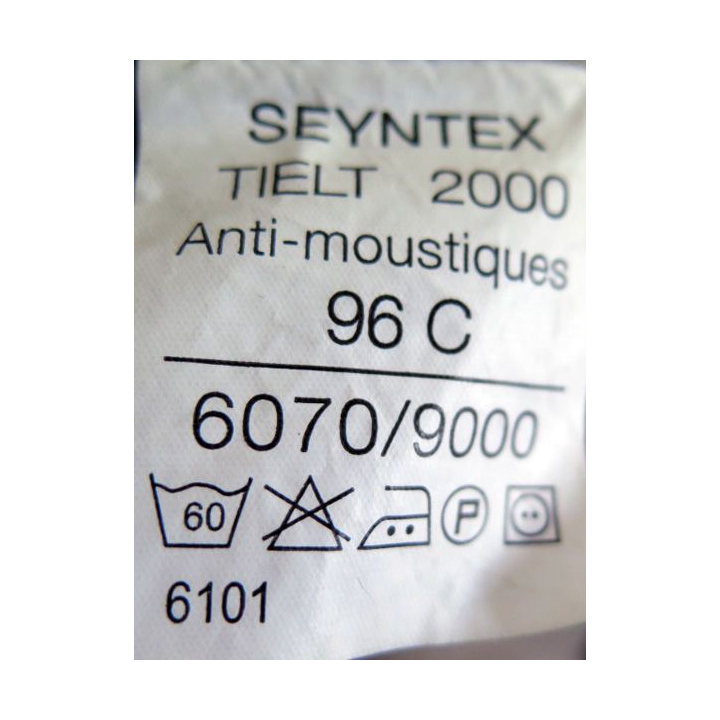 SEYNTEX
TIELT 2000
Anti-moustiques
96 C
6070/9000
60 P
6101